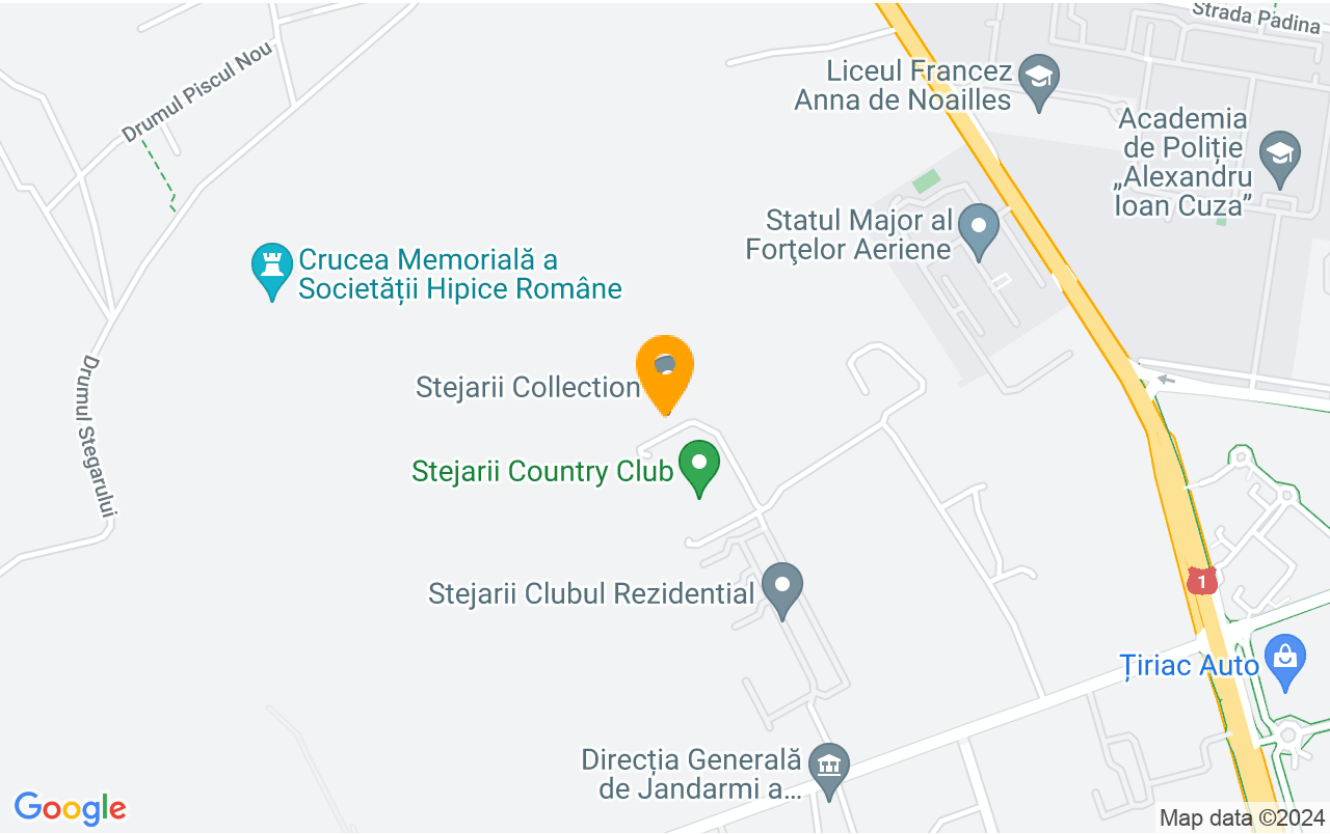 Strada Padina
Drumul Piscul Nou
Liceul Francez
Anna de Noailles
Academia
de Poliție
„Alexandru
Ioan Cuza”
Statul Major al
Forţelor Aeriene
Crucea Memorială a
Societății Hipice Române
Stejarii Collection
Drumul Stegarului
Stejarii Country Club
1
Stejarii Clubul Rezidential
Țiriac Auto
Direcția Generală
de Jandarmi a...
Google
Map data ©2024